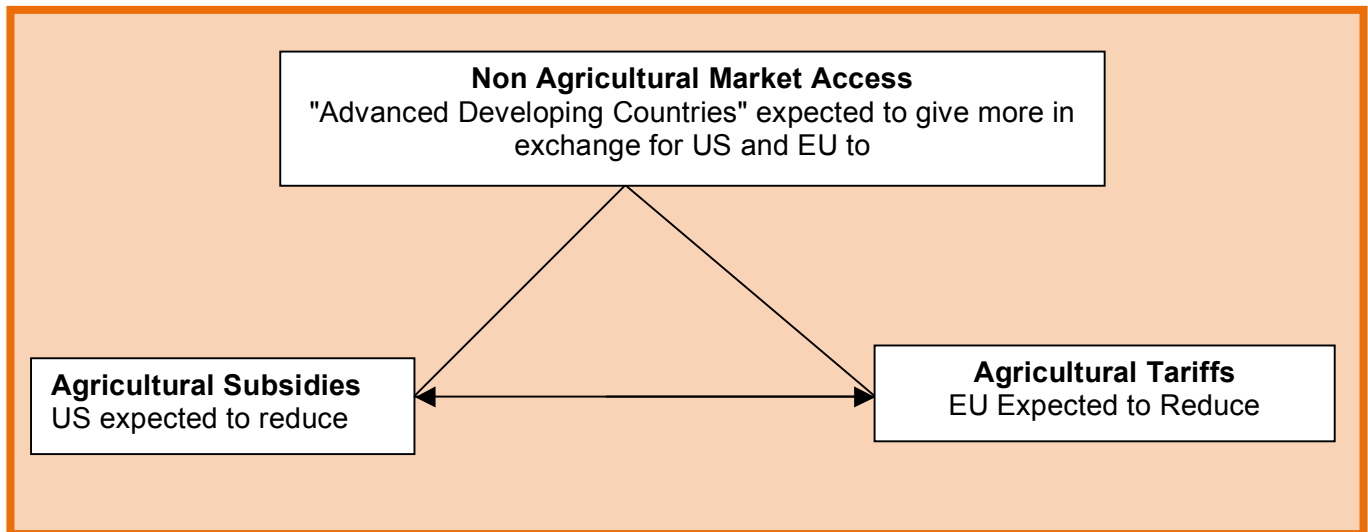 Non Agricultural Market Access
"Advanced Developing Countries" expected to give more in
exchange for US and EU to
Agricultural Subsidies
US expected to reduce
Agricultural Tariffs
EU Expected to Reduce